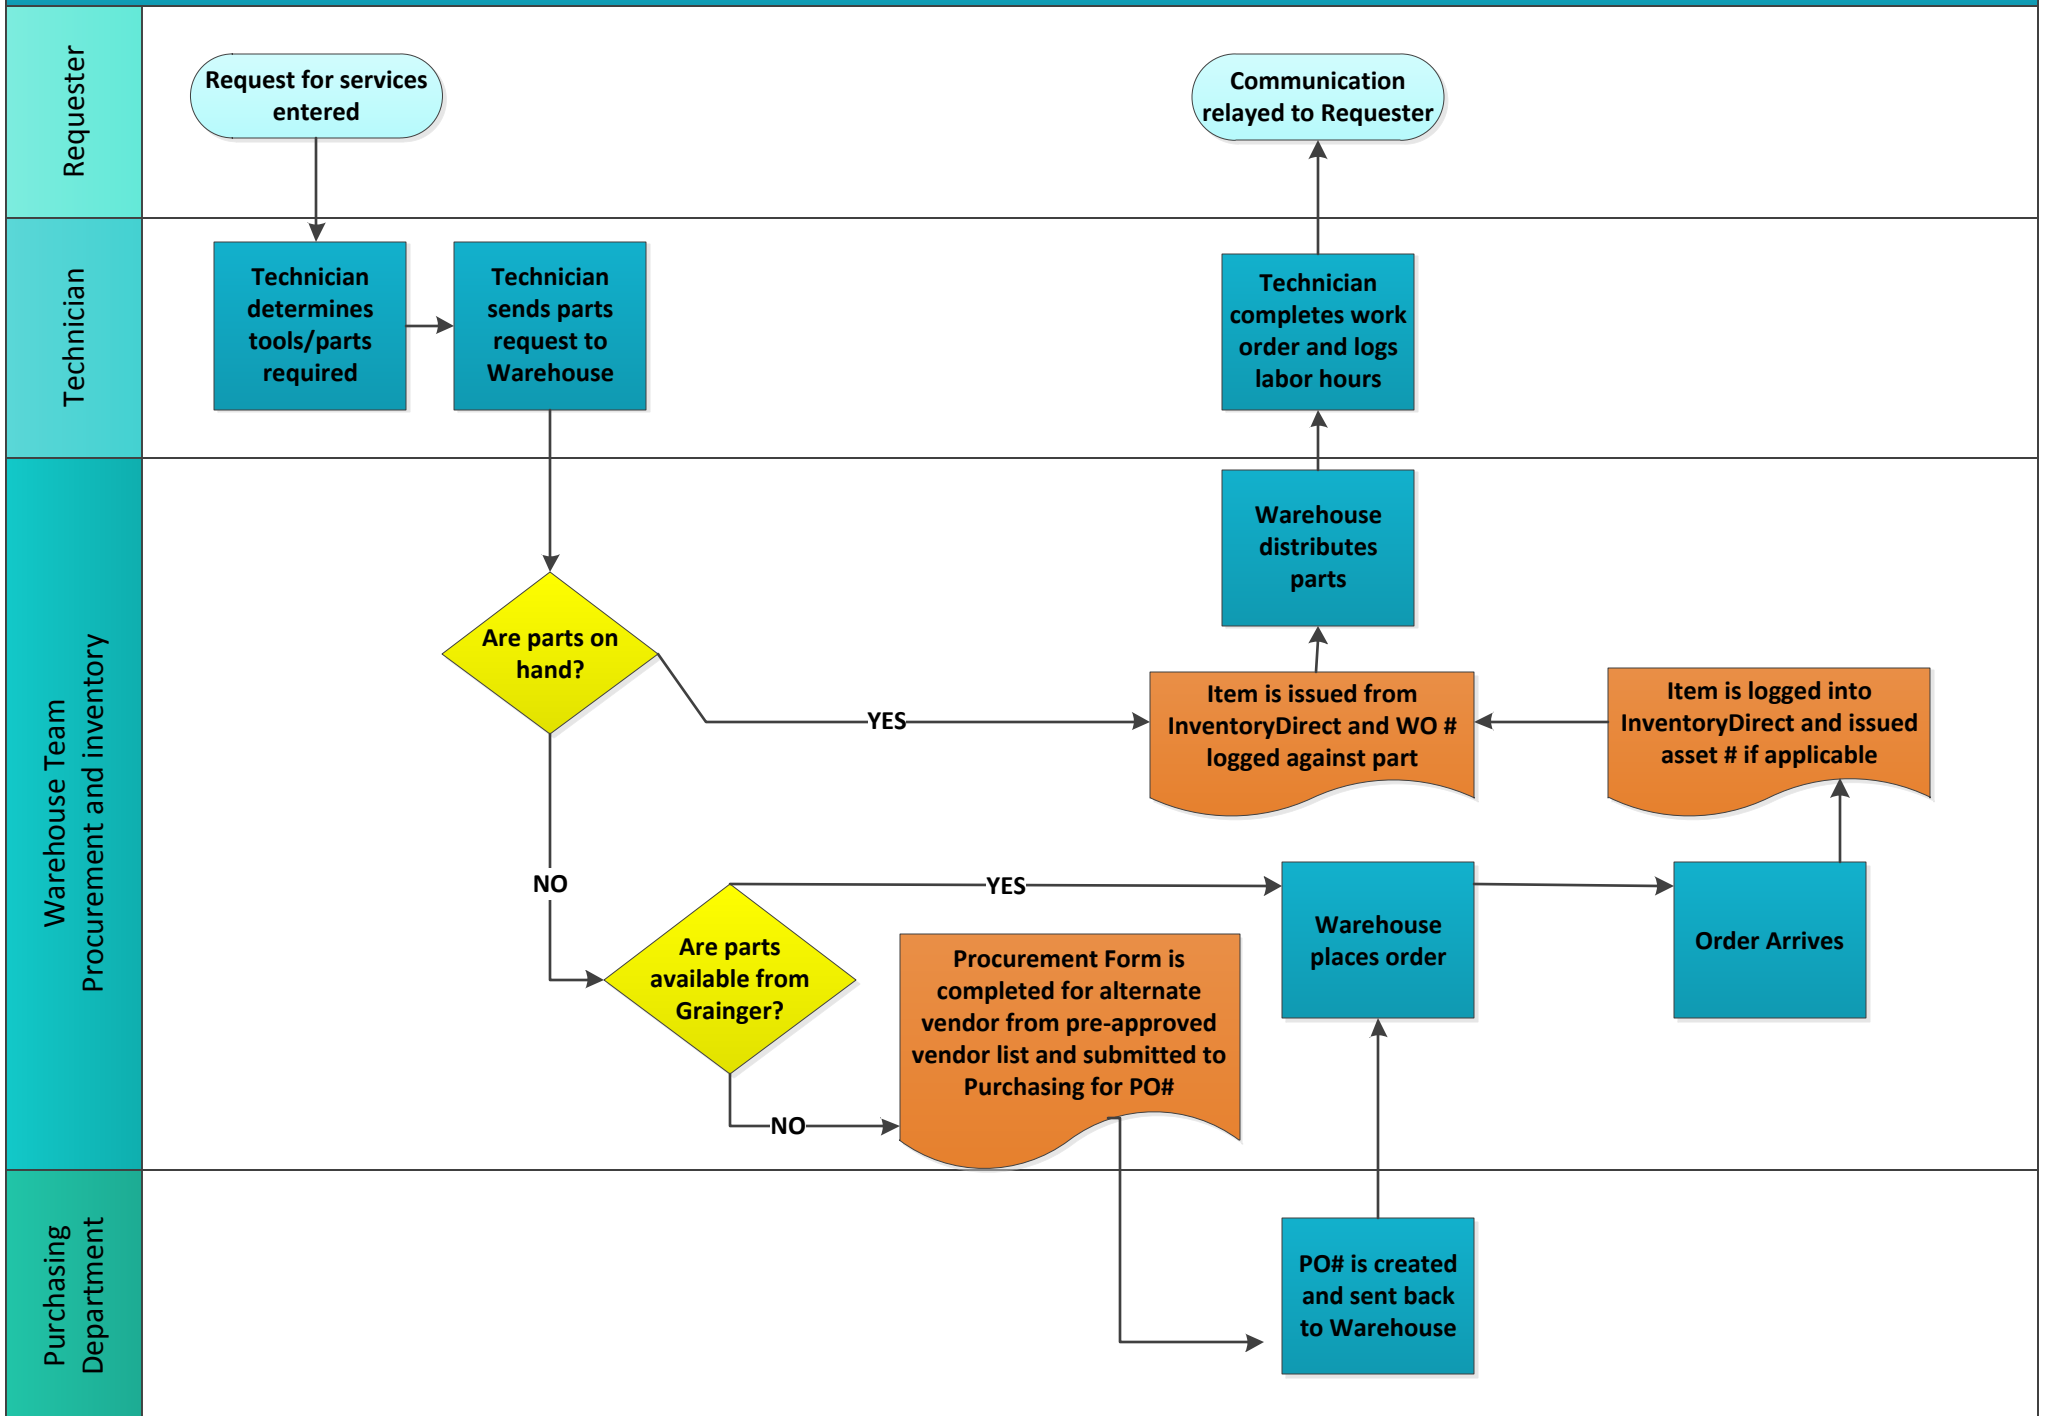 Requester
Request for services
entered
Communication
relayed to Requester
Technician
Technician
determines
tools/parts
required
Technician
sends parts
request to
Warehouse
Technician
completes work
order and logs
labor hours
Warehouse Team
Procurement and inventory
Warehouse
distributes
parts
Are parts on
hand?
YES
Item is issued from
InventoryDirect and WO #
logged against part
Item is logged into
InventoryDirect and issued
asset # if applicable
NO
Are parts
available from
Grainger?
YES
Warehouse
places order
Order Arrives
NO
Procurement Form is
completed for alternate
vendor from pre-approved
vendor list and submitted to
Purchasing for PO#
Purchasing
Department
PO# is created
and sent back
to Warehouse